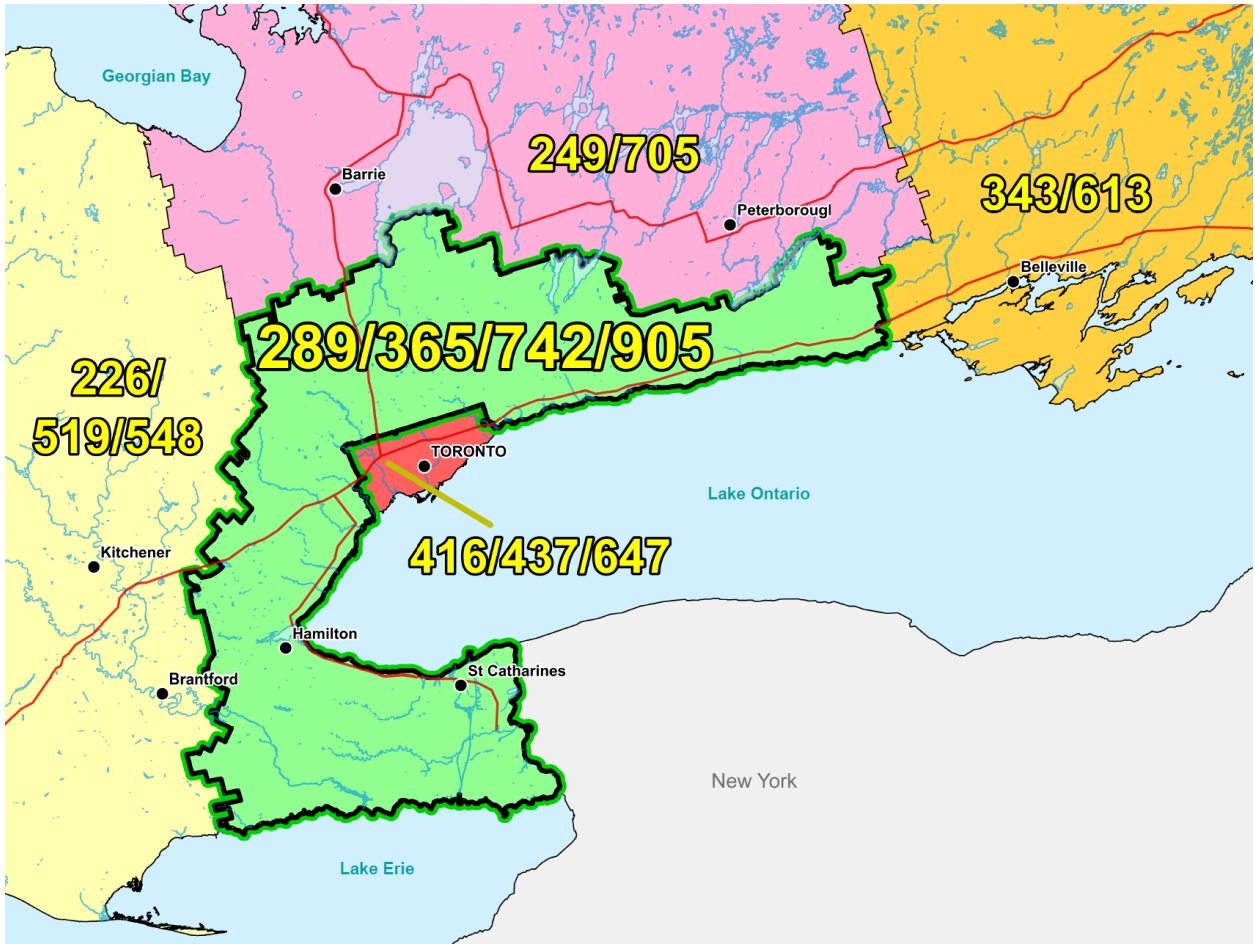 Georgian Bay
249/705
Barrie
343/613
Peterborougl
Belleville
289/365/742/905
226/
519/548
TORONTO
Lake Ontario
416/437/647
Kitchener
Hamilton
St Catharines
Brantford
New York
Lake Erie